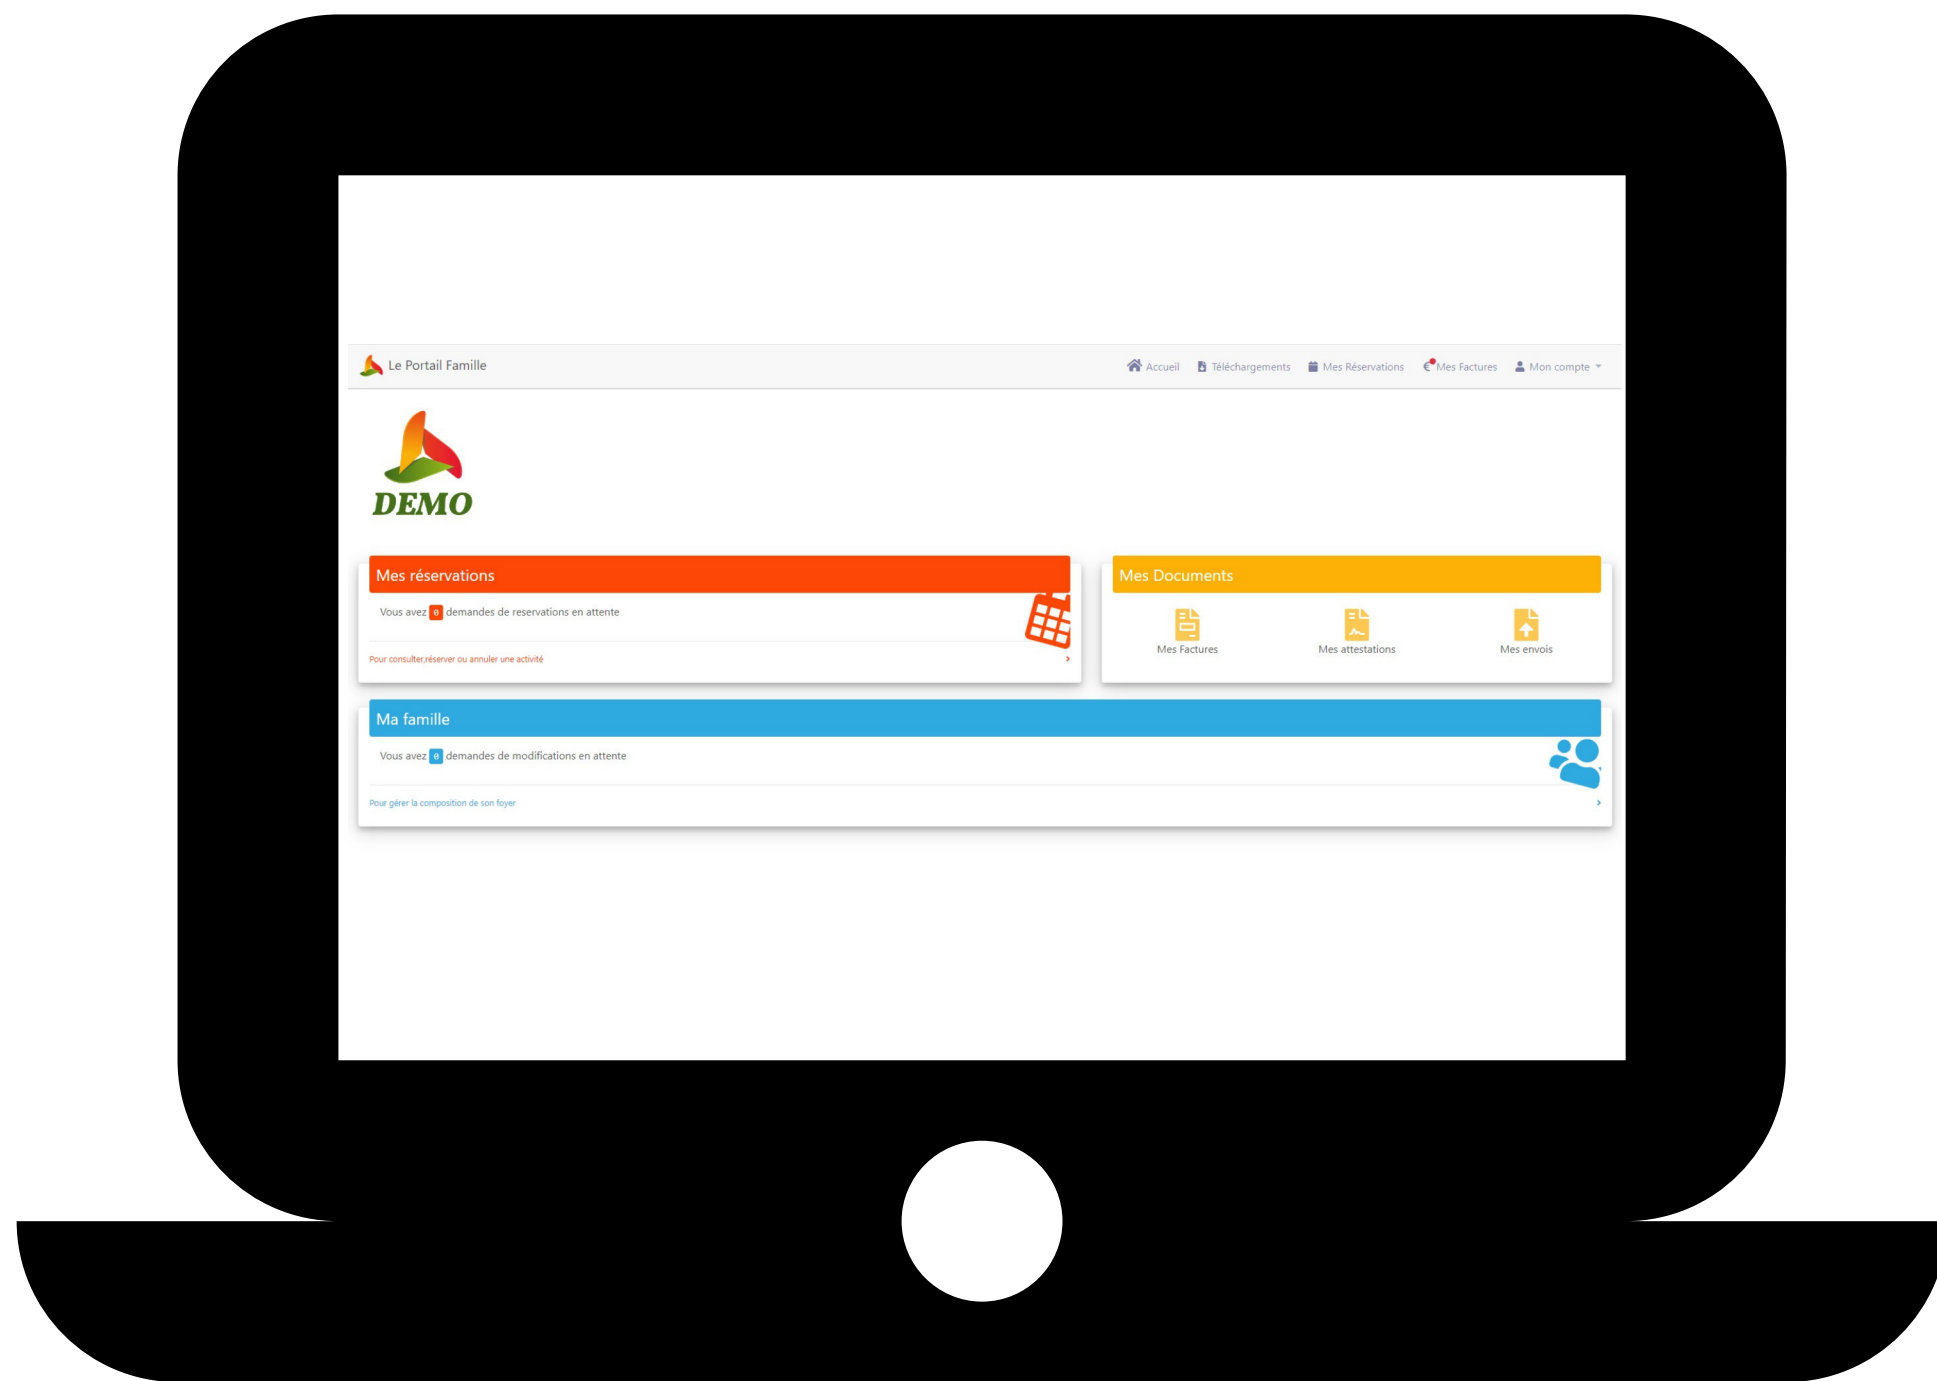 Le Portail Famille
Accueil Téléchargements Mes Réservations Mes Factures Mon compte
DEMO
Mes réservations
Vous avez 0 demandes de reservations en attente
Pour consulter,réserver ou annuler une activité
Mes Documents
Mes Factures Mes attestations Mes envois
Ma famille
Vous avez 0 demandes de modifications en attente
Pour gérer la composition de son foyer